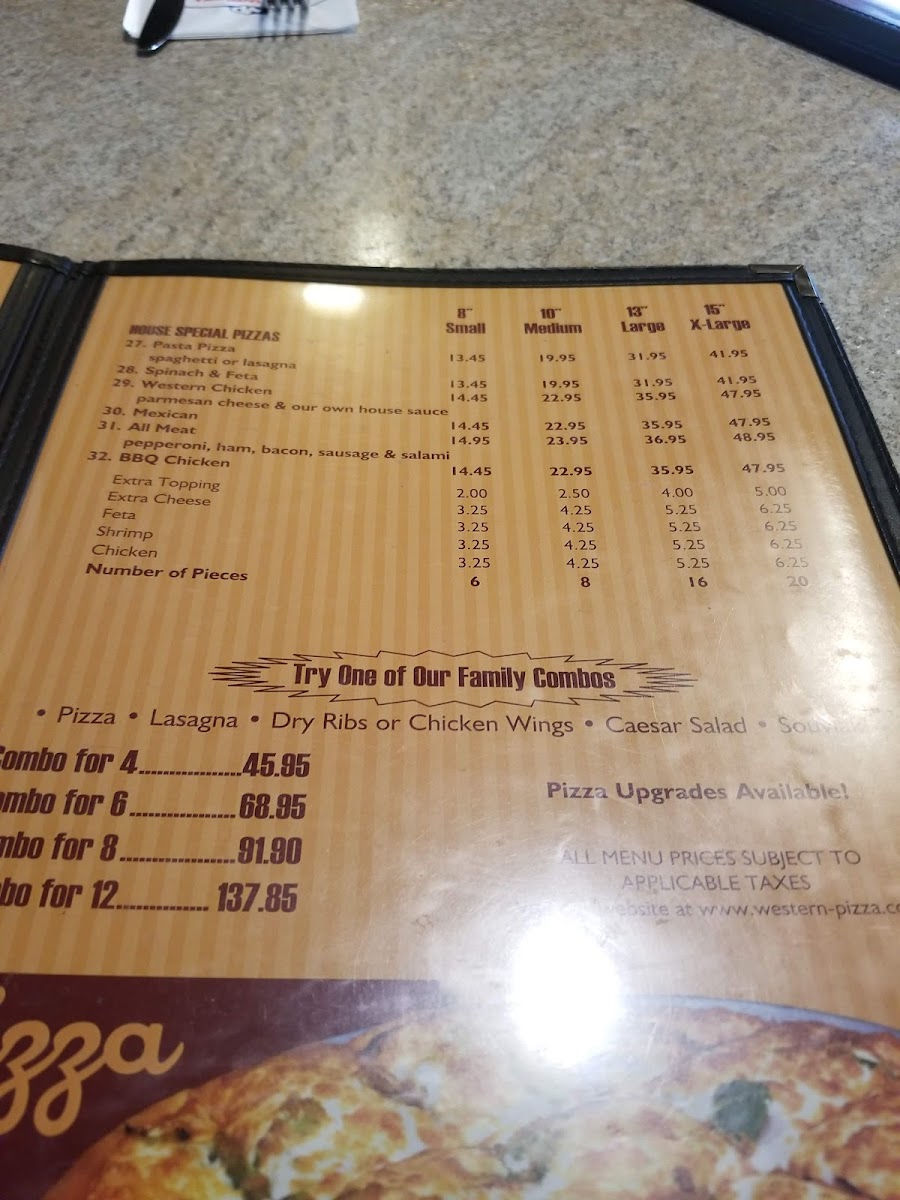 8" 10" 13" 15"
HOUSE SPECIAL PIZZAS Small Medium Large X-Large
27. Pasta Pizza
spaghetti or lasagna 13.45 19.95 31.95 41.95
28. Spinach & Feta 13.45 19.95 31.95 41.95
29. Western Chicken 14.45 22.95 35.95 47.95
parmesan cheese & our own house sauce
30. Mexican 14.45 22.95 35.95 47.95
31. All Meat 14.95 23.95 36.95 48.95
pepperoni, ham, bacon, sausage & salami
32. BBQ Chicken 14.45 22.95 35.95 47.95
Extra Topping 2.00 2.50 4.00 5.00
Extra Cheese 3.25 4.25 5.25 6.25
Feta 3.25 4.25 5.25 6.25
Shrimp 3.25 4.25 5.25 6.25
Chicken 3.25 4.25 5.25 6.25
Number of Pieces 6 8 16 20
Try One of Our Family Combos
• Pizza • Lasagna • Dry Ribs or Chicken Wings • Caesar Salad •
Combo for 4.................45.95
ombo for 6..................68.95
mbo for 8...................91.90
bo for 12............... 137.85
Pizza Upgrades Available!
ALL MENU PRICES SUBJECT TO
APPLICABLE TAXES
website at www.western-pizza.co
izza